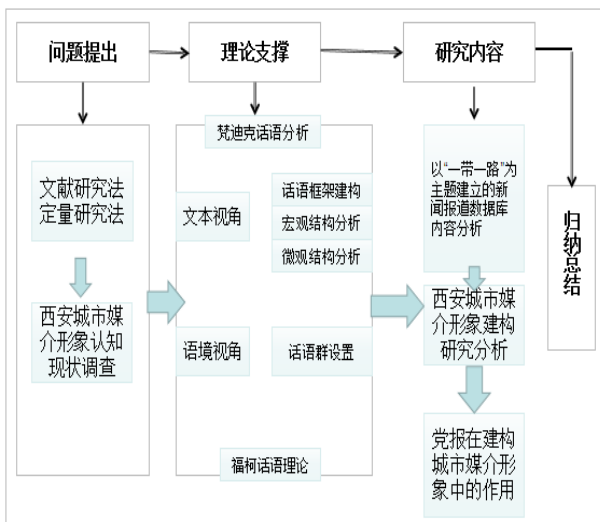 问题提出
理论支撑
研究内容
文献研究法
定量研究法
西安城市媒
介形象认知
现状调查
梵迪克话语分析
文本视角
话语框架建构
宏观结构分析
微观结构分析
语境视角
话语群设置
福柯话语理论
以“一带一路”为
主题建立的新
闻报道数据库
内容分析
西安城市媒
介形象建构
研究分析
党报在建构
城市媒介形
象中的作用
归纳总结